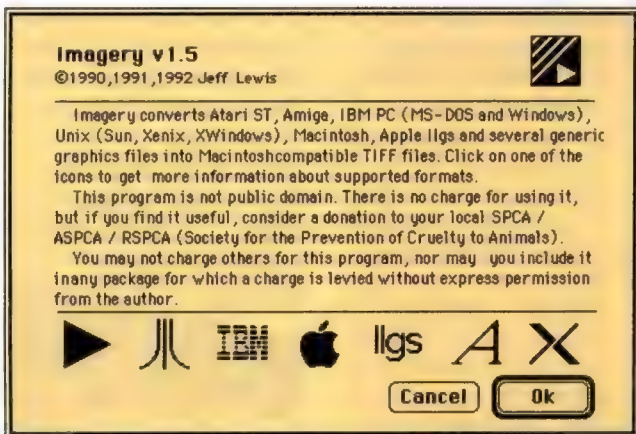 Imagery v1.5
©1990,1991,1992 Jeff Lewis
Imagery converts Atari ST, Amiga, IBM PC (MS-DOS and Windows),
Unix (Sun, Xenix, XWindows), Macintosh, Apple IIgs and several generic
graphics files into Macintoshcompatible TIFF files. Click on one of the
icons to get more information about supported formats.
This program is not public domain. There is no charge for using it,
but if you find it useful, consider a donation to your local SPCA /
ASPCA / RSPCA (Society for the Prevention of Cruelty to Animals).
You may not charge others for this program, nor may you include it
inany package for which a charge is levied without express permission
from the author.
IBM IIgs A X
Cancel Ok